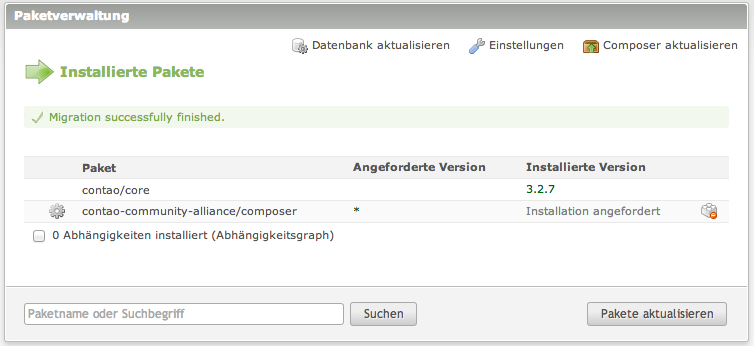 Paketverwaltung
Datenbank aktualisieren Einstellungen Composer aktualisieren
Installierte Pakete
Migration successfully finished.
Paket Angeforderte Version Installierte Version
contao/core 3.2.7
contao-community-alliance/composer * Installation angefordert
0 Abhängigkeiten installiert (Abhängigkeitsgraph)
Paketname oder Suchbegriff Suchen Pakete aktualisieren